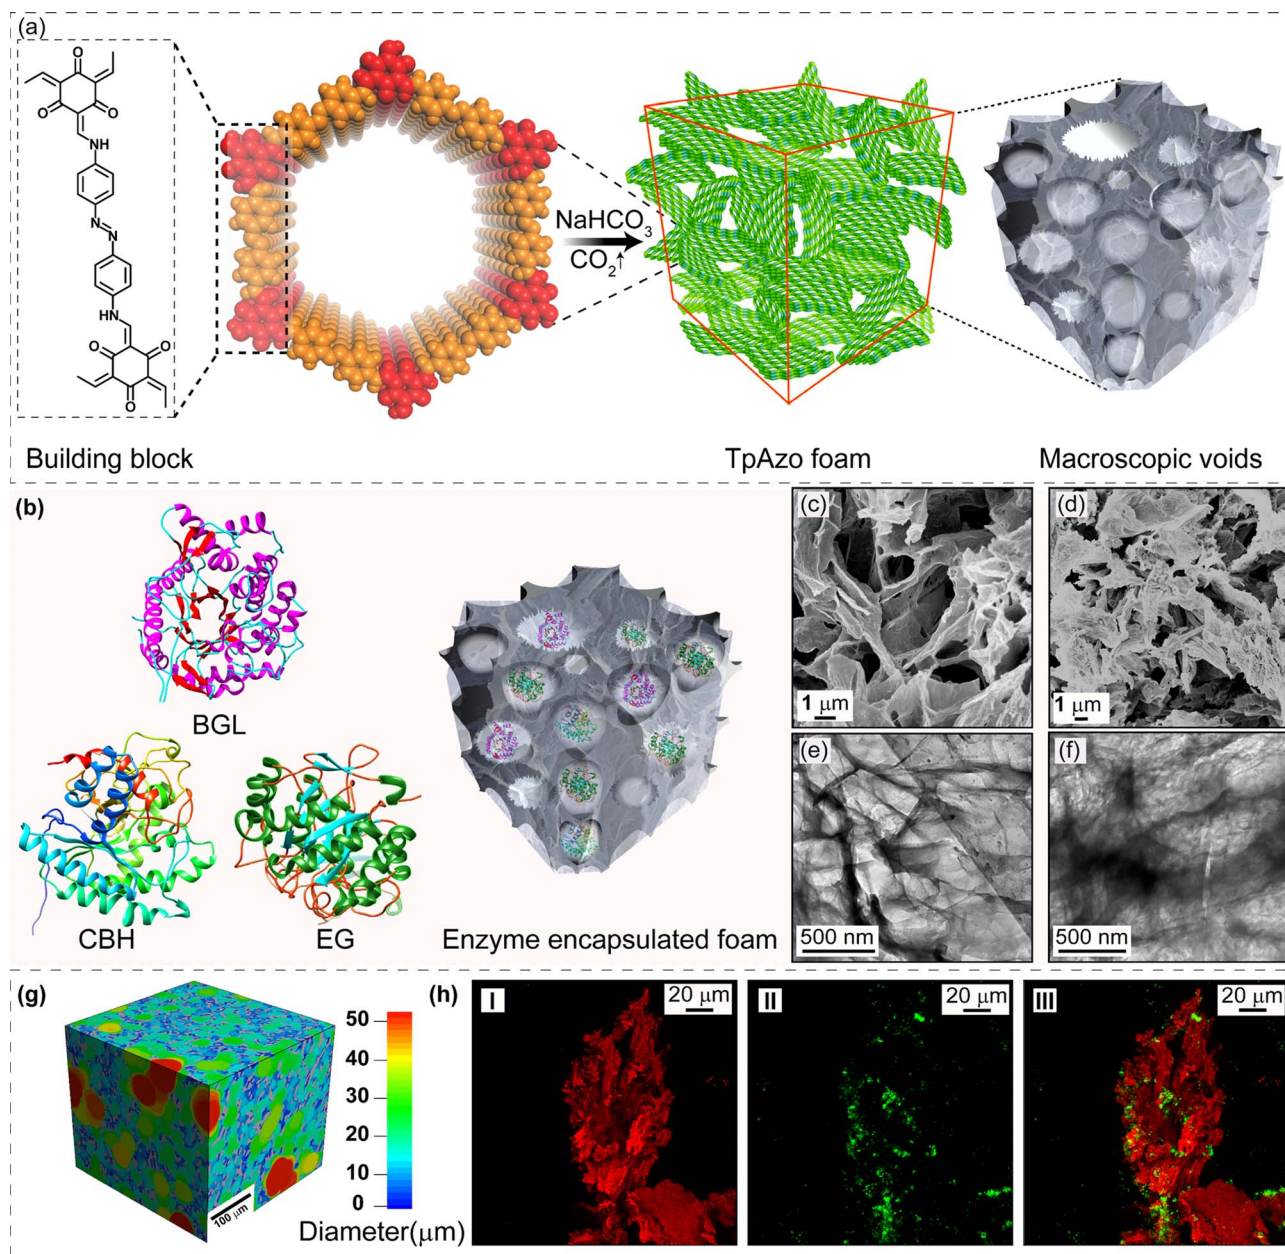 (a)
O
O
O
NH
N
N
HN
O
O
O
NaHCO3
CO2↑
Building block
TpAzo foam
Macroscopic voids
(b)
BGL
CBH
EG
Enzyme encapsulated foam
(c)
1 µm
(d)
1 µm
(e)
500 nm
(f)
500 nm
(g)
100 µm
50
40
30
20
10
0
Diameter(µm)
(h)
I
20 µm
II
20 µm
III
20 µm